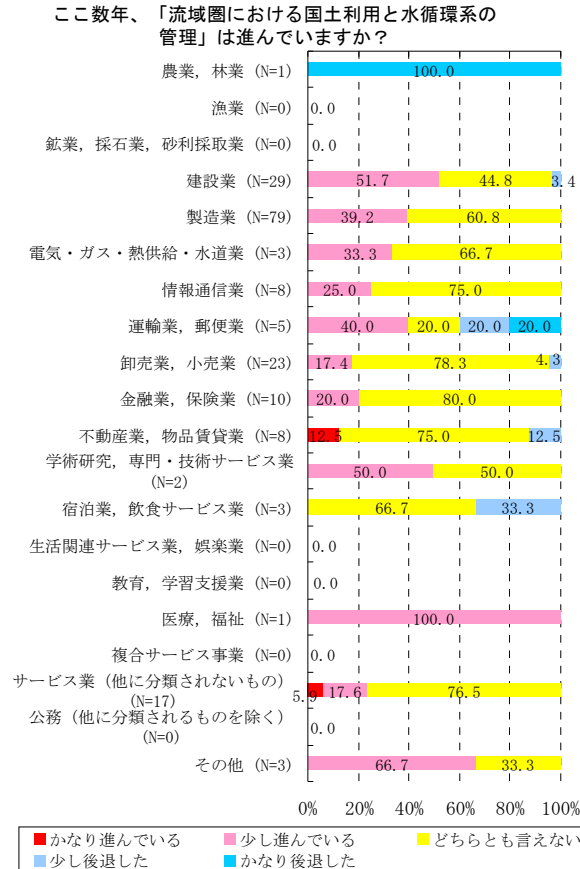 ここ数年、「流域圏における国土利用と水循環系の
管理」は進んでいますか？
農業，林業 (N=1) 100.0
漁業 (N=0) 0.0
鉱業，採石業，砂利採取業 (N=0) 0.0
建設業 (N=29) 51.7 44.8 3.4
製造業 (N=79) 39.2 60.8
電気・ガス・熱供給・水道業 (N=3) 33.3 66.7
情報通信業 (N=8) 25.0 75.0
運輸業，郵便業 (N=5) 40.0 20.0 20.0 20.0
卸売業，小売業 (N=23) 17.4 78.3 4.3
金融業，保険業 (N=10) 20.0 80.0
不動産業，物品賃貸業 (N=8) 12.5 75.0 12.5
学術研究，専門・技術サービス業
(N=2) 50.0 50.0
宿泊業，飲食サービス業 (N=3) 66.7 33.3
生活関連サービス業，娯楽業 (N=0) 0.0
教育，学習支援業 (N=0) 0.0
医療，福祉 (N=1) 100.0
複合サービス事業 (N=0) 0.0
サービス業（他に分類されないもの）
(N=17) 5.9 17.6 76.5
公務（他に分類されるものを除く）
(N=0) 0.0
その他 (N=3) 66.7 33.3
0% 20% 40% 60% 80% 100%
かなり進んでいる 少し進んでいる どちらとも言えない
少し後退した かなり後退した